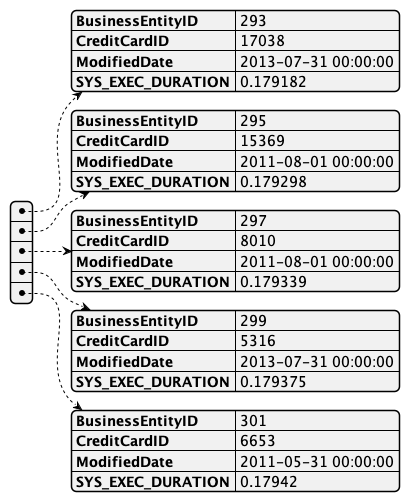 BusinessEntityID 293
CreditCardID 17038
ModifiedDate 2013-07-31 00:00:00
SYS_EXEC_DURATION 0.179182
BusinessEntityID 295
CreditCardID 15369
ModifiedDate 2011-08-01 00:00:00
SYS_EXEC_DURATION 0.179298
BusinessEntityID 297
CreditCardID 8010
ModifiedDate 2011-08-01 00:00:00
SYS_EXEC_DURATION 0.179339
BusinessEntityID 299
CreditCardID 5316
ModifiedDate 2013-07-31 00:00:00
SYS_EXEC_DURATION 0.179375
BusinessEntityID 301
CreditCardID 6653
ModifiedDate 2011-05-31 00:00:00
SYS_EXEC_DURATION 0.17942